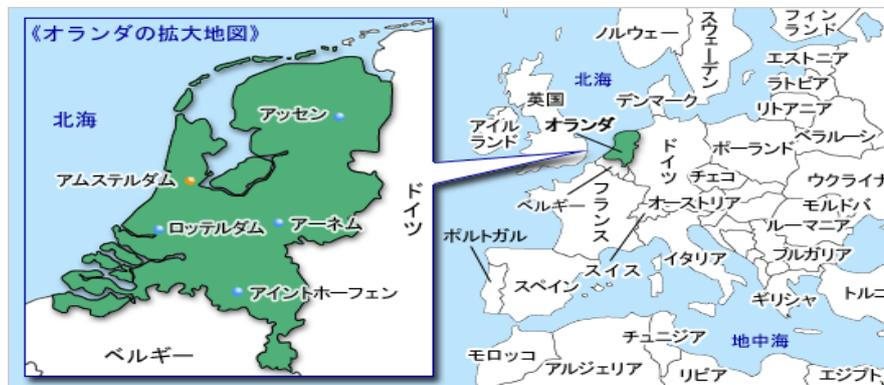 《オランダの拡大地図》
北海
アッセン
アムステルダム
ロッテルダム
アーネム
アイントホーフェン
ドイツ
ベルギー
ノルウェー
スウェーデン
フィン
ランド
北海
エストニア
ラトビア
リトアニア
デンマーク
英国
アイル
ランド
オランダ
ドイツ
ポーランド
ベラルーシ
チェコ
ウクライナ
ベルギー
フランス
オーストリア
モルドバ
ルーマニア
ポルトガル
スペイン
スイス
イタリア
ブルガリア
ギリシャ
トルコ
チュニジア
地中海
モロッコ
アルジェリア
リビア
エジプト